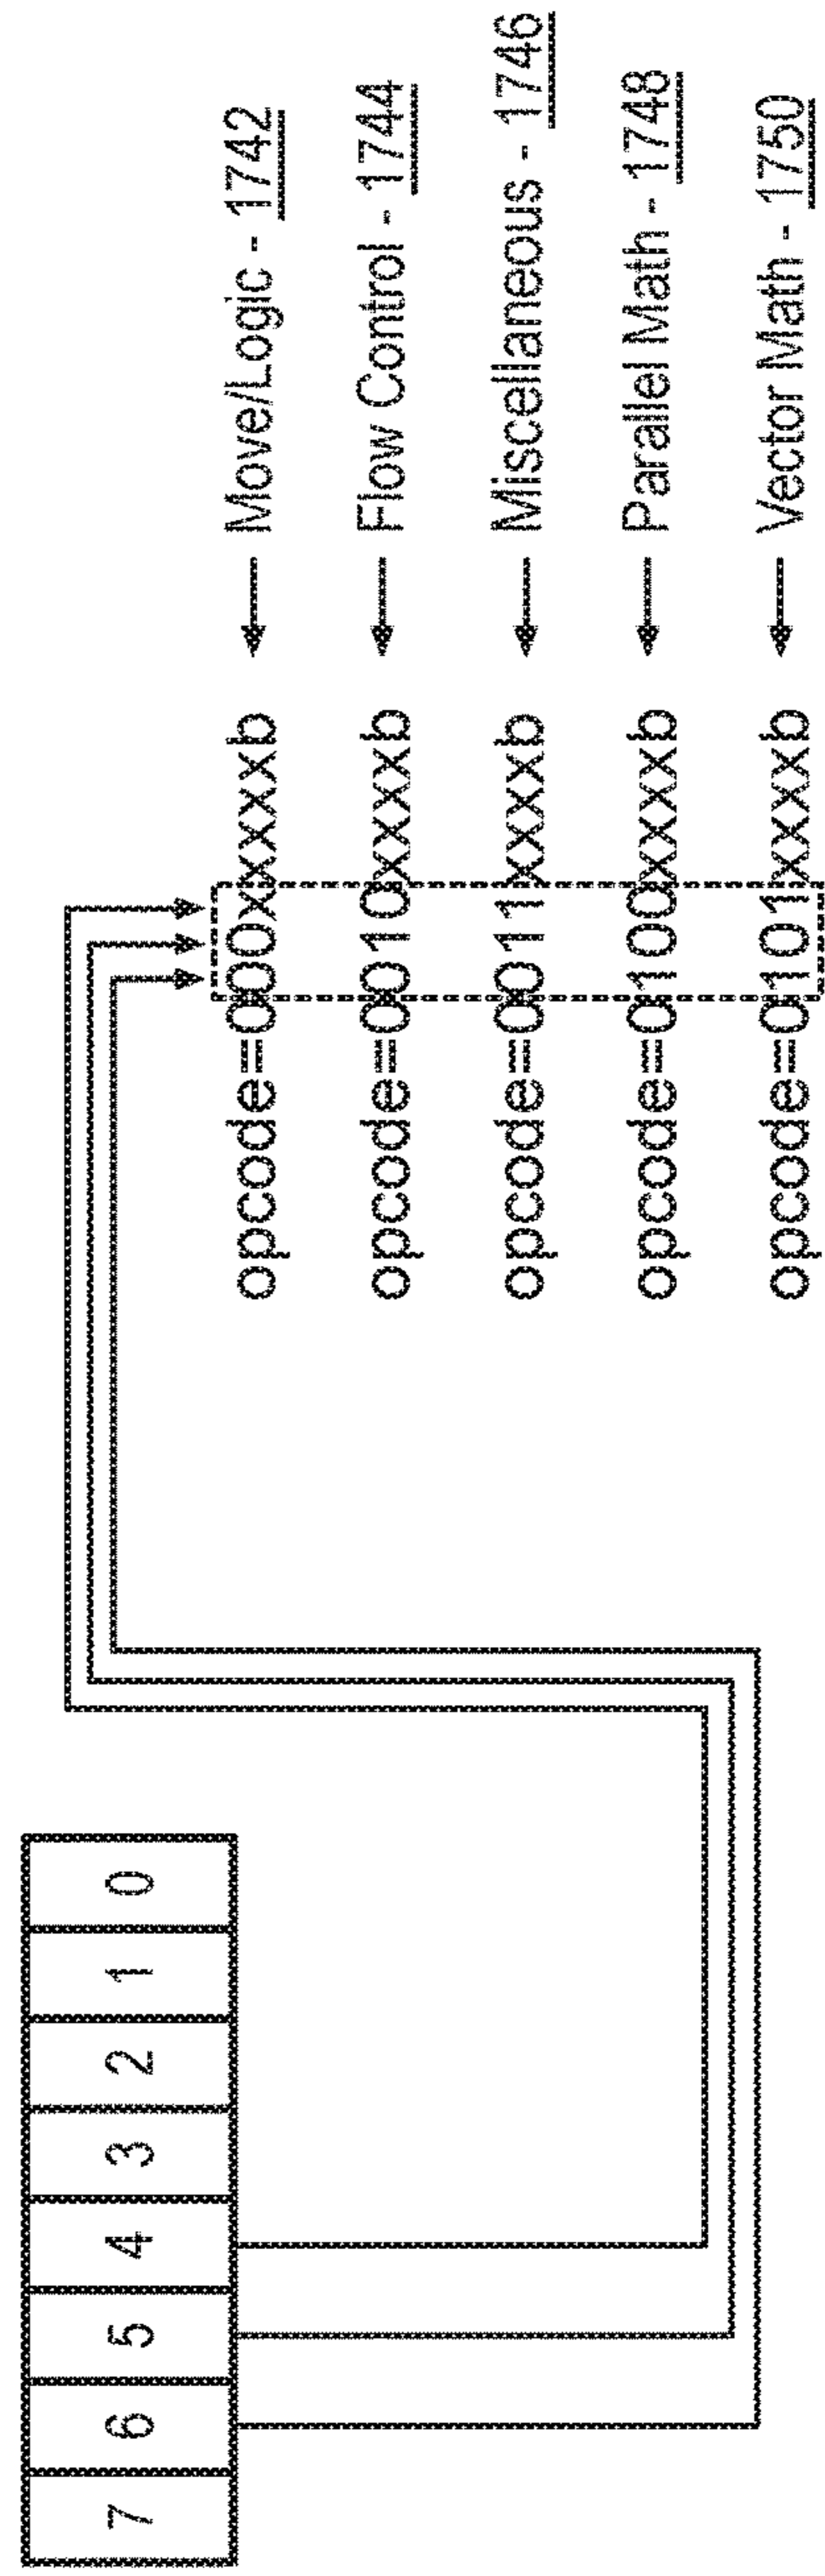 7 6 5 4 3 2 1 0
opcode=000xxxxxb ← Move/Logic - 1742
opcode=0010xxxxb ← Flow Control - 1744
opcode=0011xxxxb ← Miscellaneous - 1746
opcode=0100xxxxb ← Parallel Math - 1748
opcode=0101xxxxb ← Vector Math - 1750